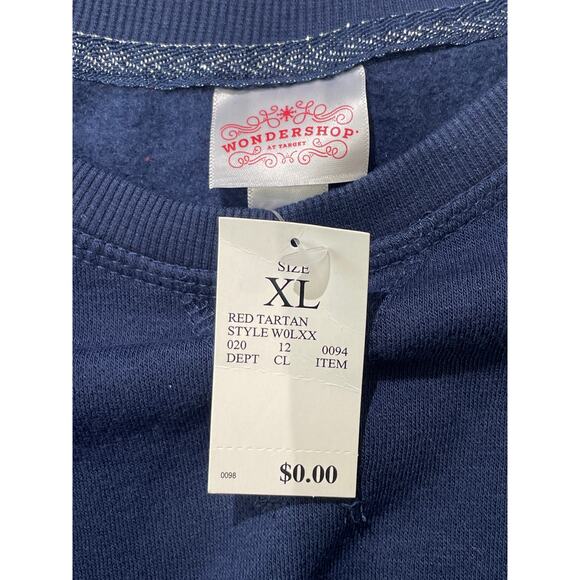 WONDERSHOP
AT TARGET
SIZE
XL
RED TARTAN
STYLE W0LXX
020 12 0094
DEPT CL ITEM
0098
$0.00